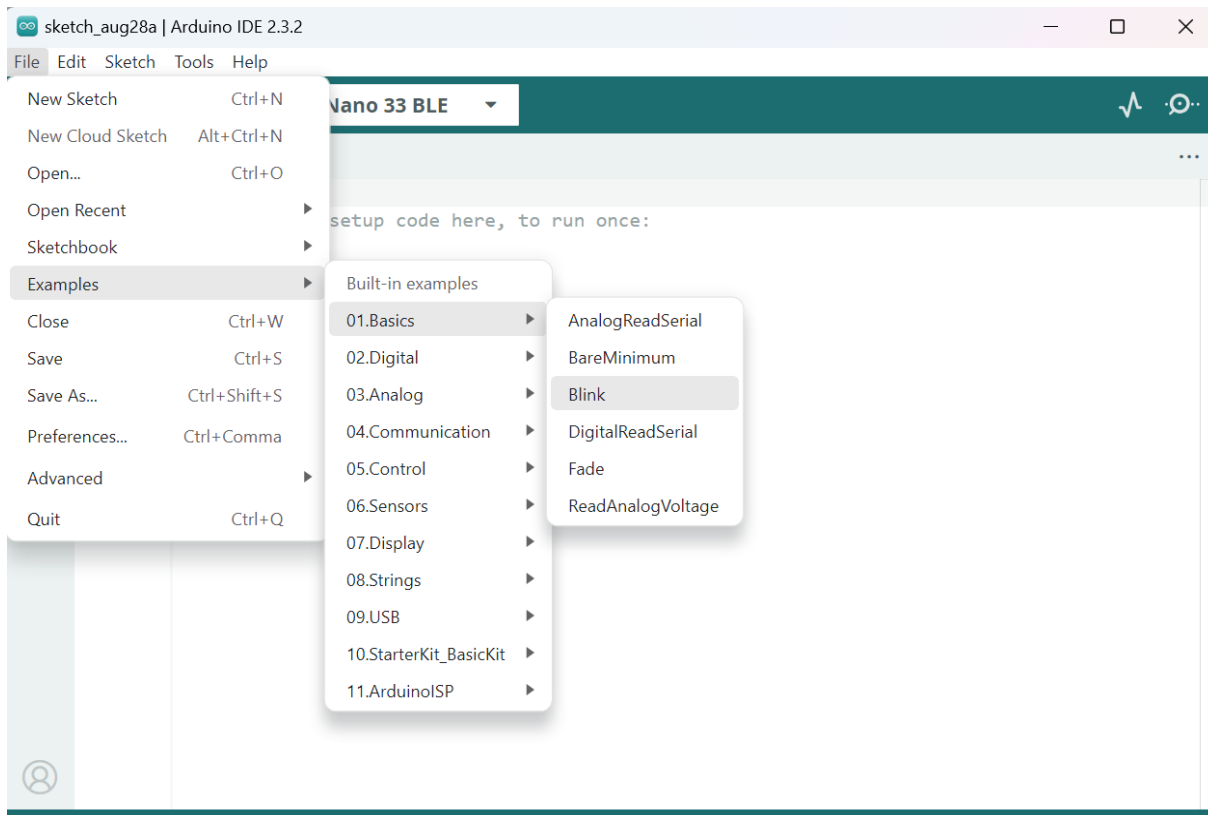 sketch_aug28a | Arduino IDE 2.3.2
File Edit Sketch Tools Help
New Sketch Ctrl+N
New Cloud Sketch Alt+Ctrl+N
Open... Ctrl+O
Open Recent
Sketchbook
Examples
Close Ctrl+W
Save Ctrl+S
Save As... Ctrl+Shift+S
Preferences... Ctrl+Comma
Advanced
Quit Ctrl+Q
Nano 33 BLE
setup code here, to run once:
Built-in examples
01.Basics
02.Digital
03.Analog
04.Communication
05.Control
06.Sensors
07.Display
08.Strings
09.USB
10.StarterKit_BasicKit
11.ArduinoISP
AnalogReadSerial
BareMinimum
Blink
DigitalReadSerial
Fade
ReadAnalogVoltage